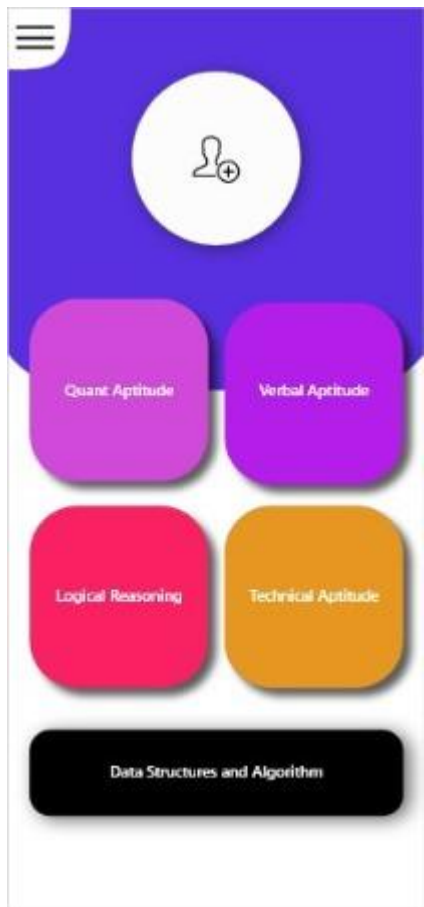 Quant Aptitude
Verbal Aptitude
Logical Reasoning
Technical Aptitude
Data Structures and Algorithm